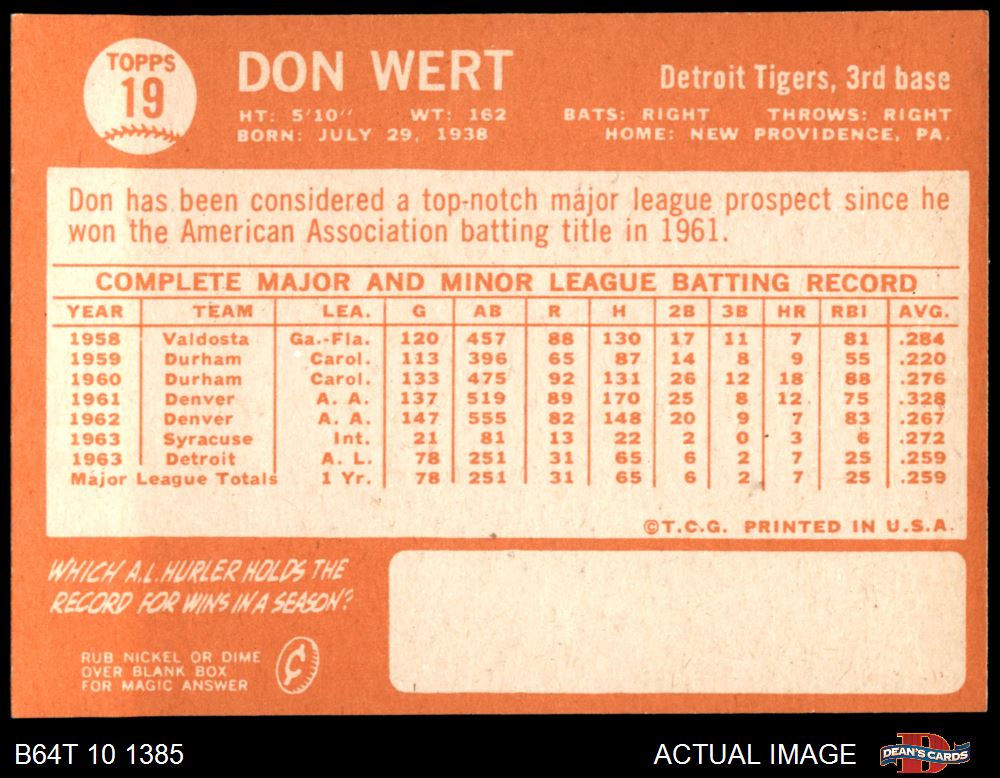 TOPPS
19
DON WERT
Detroit Tigers, 3rd base
HT: 5'10" WT: 162 BATS: RIGHT THROWS: RIGHT
BORN: JULY 29, 1938 HOME: NEW PROVIDENCE, PA.
Don has been considered a top-notch major league prospect since he
won the American Association batting title in 1961.
COMPLETE MAJOR AND MINOR LEAGUE BATTING RECORD
YEAR TEAM LEA. G AB R H 2B 3B HR RBI AVG.
1958 Valdosta Ga.-Fla. 120 457 88 130 17 11 7 81 .284
1959 Durham Carol. 113 396 65 87 14 8 9 55 .220
1960 Durham Carol. 133 475 92 131 26 12 18 88 .276
1961 Denver A. A. 137 519 89 170 25 8 12 75 .328
1962 Denver A. A. 147 555 82 148 20 9 7 83 .267
1963 Syracuse Int. 21 81 13 22 2 0 3 6 .272
1963 Detroit A. L. 78 251 31 65 6 2 7 25 .259
Major League Totals 1 Yr. 78 251 31 65 6 2 7 25 .259
©T.C.G. PRINTED IN U.S.A.
WHICH A.L. HURLER HOLDS THE
RECORD FOR WINS IN A SEASON?
RUB NICKEL OR DIME
OVER BLANK BOX
FOR MAGIC ANSWER
¢
B64T 10 1385
ACTUAL IMAGE
DEAN'S CARDS